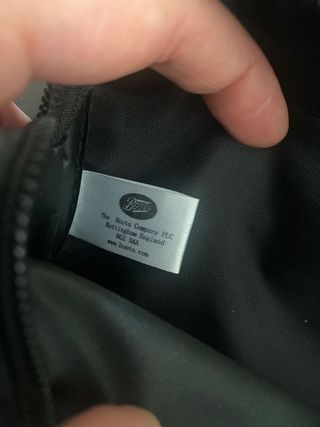 Boots
The Boots Company PLC
Nottingham England
NG2 3AA
www.boots.com